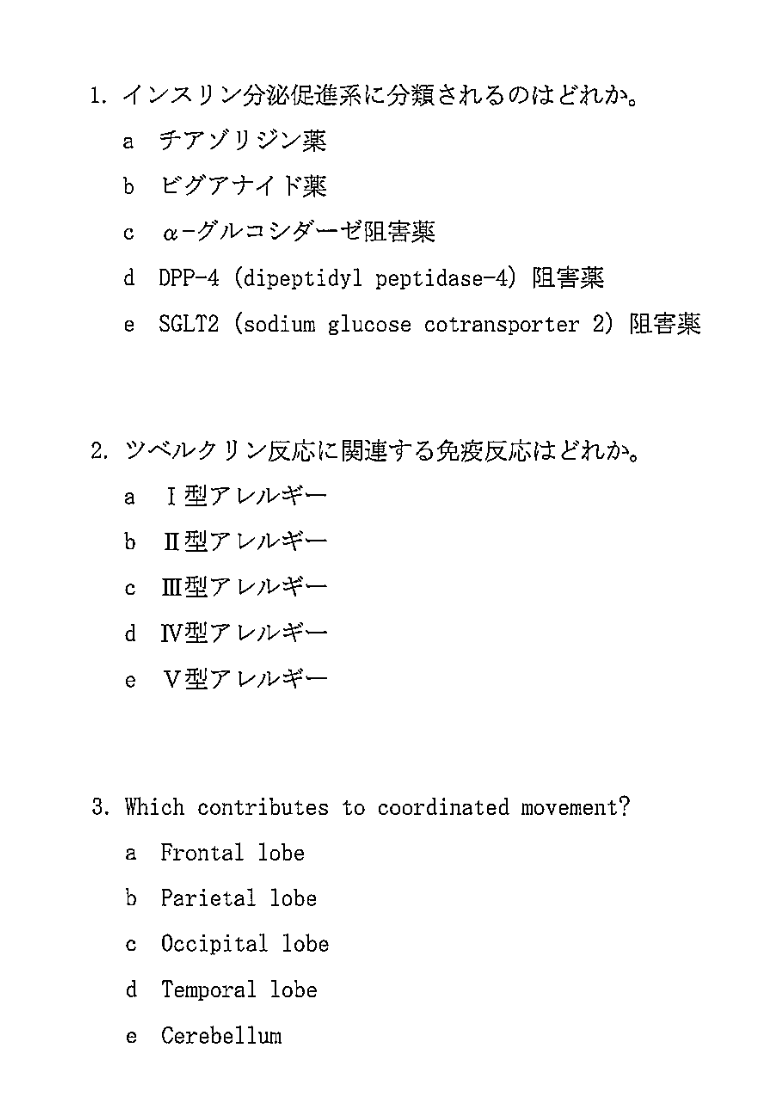 1. インスリン分泌促進系に分類されるのはどれか。
a チアゾリジン薬
b ビグアナイド薬
c α-グルコシダーゼ阻害薬
d DPP-4 (dipeptidyl peptidase-4) 阻害薬
e SGLT2 (sodium glucose cotransporter 2) 阻害薬
2. ツベルクリン反応に関連する免疫反応はどれか。
a Ⅰ型アレルギー
b Ⅱ型アレルギー
c Ⅲ型アレルギー
d Ⅳ型アレルギー
e Ⅴ型アレルギー
3. Which contributes to coordinated movement?
a Frontal lobe
b Parietal lobe
c Occipital lobe
d Temporal lobe
e Cerebellum